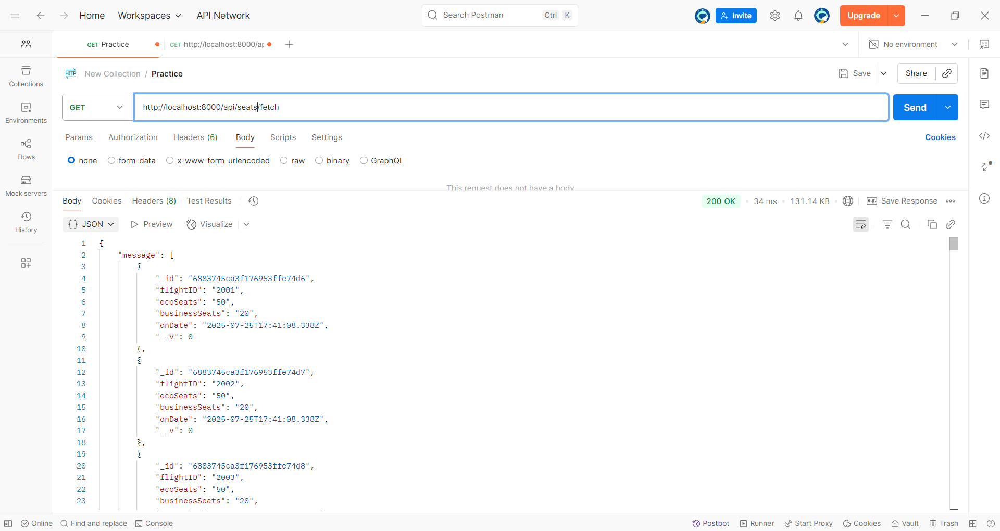 Home Workspaces API Network Search Postman Ctrl K Invite Upgrade
GET Practice GET http://localhost:8000/ap No environment
HTTP New Collection / Practice Save Share
GET http://localhost:8000/api/seats/fetch Send
Params Authorization Headers (6) Body Scripts Settings Cookies
none form-data x-www-form-urlencoded raw binary GraphQL
This request does not have a body
Collections
Environments
Flows
Mock servers
History
Body Cookies Headers (8) Test Results 200 OK 34 ms 131.14 KB e.g. Save Response
{} JSON Preview Visualize
1 {
2 "message": [
3 {
4 "_id": "6883745ca3f176953ffe74d6",
5 "flightID": "2001",
6 "ecoSeats": "50",
7 "businessSeats": "20",
8 "onDate": "2025-07-25T17:41:08.338Z",
9 "__v": 0
10 },
11 {
12 "_id": "6883745ca3f176953ffe74d7",
13 "flightID": "2002",
14 "ecoSeats": "50",
15 "businessSeats": "20",
16 "onDate": "2025-07-25T17:41:08.338Z",
17 "__v": 0
18 },
19 {
20 "_id": "6883745ca3f176953ffe74d8",
21 "flightID": "2003",
22 "ecoSeats": "50",
23 "businessSeats": "20",
Online Find and replace Console Postbot Runner Start Proxy Cookies Vault Trash